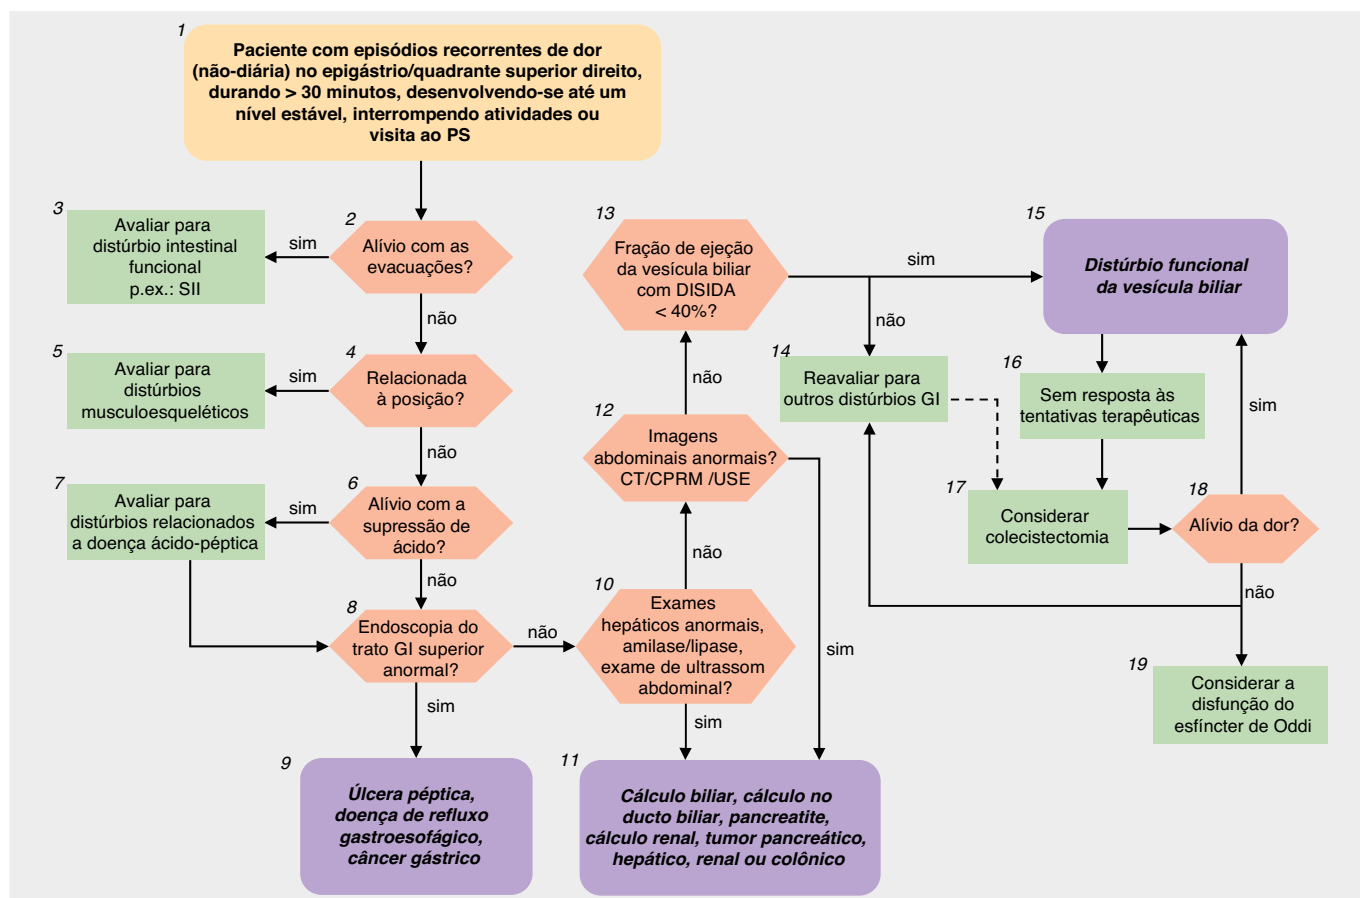 1
Paciente com episódios recorrentes de dor
(não-diária) no epigástrio/quadrante superior direito,
durando > 30 minutos, desenvolvendo-se até um
nível estável, interrompendo atividades ou
visita ao PS
2
Alívio com as
evacuações?
sim
3
Avaliar para
distúrbio intestinal
funcional
p.ex.: SII
não
4
Relacionada
à posição?
sim
5
Avaliar para
distúrbios
musculoesqueléticos
não
6
Alívio com a
supressão de
ácido?
sim
7
Avaliar para
distúrbios relacionados
a doença ácido-péptica
não
8
Endoscopia do
trato GI superior
anormal?
sim
9
Úlcera péptica,
doença de refluxo
gastroesofágico,
câncer gástrico
não
10
Exames
hepáticos anormais,
amilase/lipase,
exame de ultrassom
abdominal?
sim
11
Cálculo biliar, cálculo no
ducto biliar, pancreatite,
cálculo renal, tumor pancreático,
hepático, renal ou colônico
não
12
Imagens
abdominais anormais?
CT/CPRM /USE
sim
não
13
Fração de ejeção
da vesícula biliar
com DISIDA
< 40%?
sim
não
14
Reavaliar para
outros distúrbios GI
15
Distúrbio funcional
da vesícula biliar
16
Sem resposta às
tentativas terapêuticas
17
Considerar
colecistectomia
18
Alívio da dor?
sim
não
19
Considerar a
disfunção do
esfíncter de Oddi